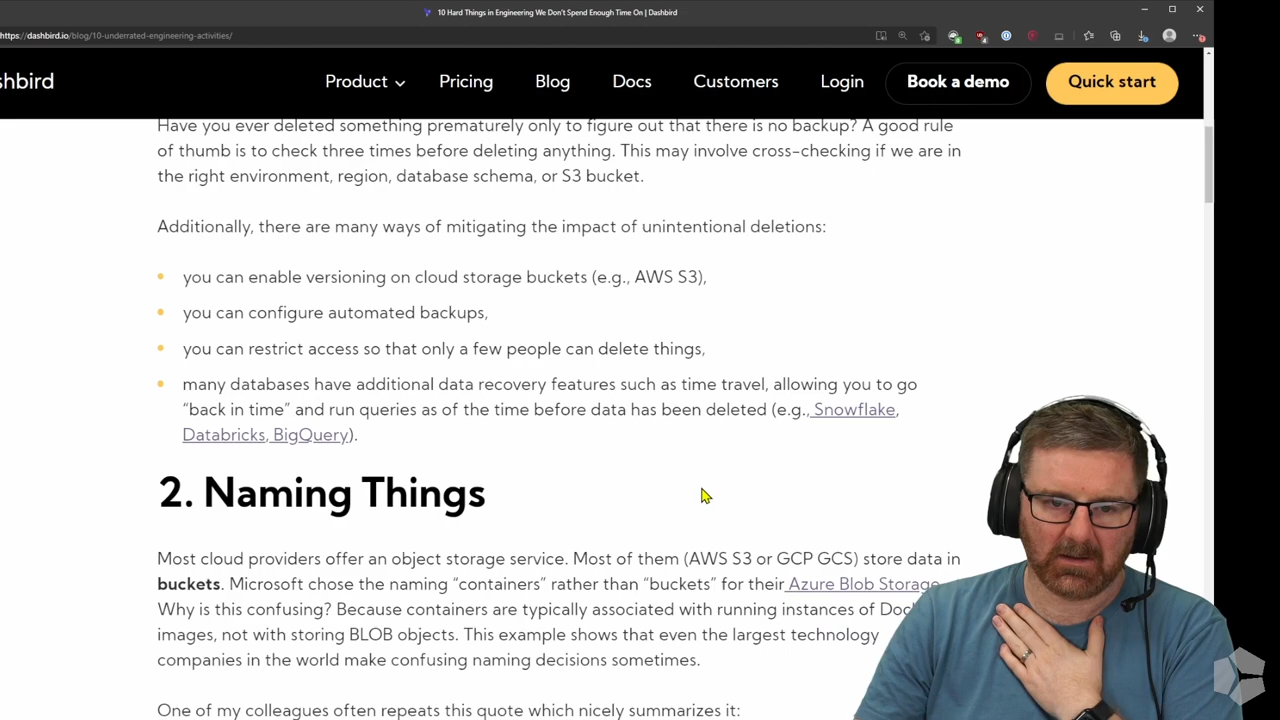 10 Hard Things in Engineering We Don't Spend Enough Time On | Dashbird
https://dashbird.io/blog/10-underrated-engineering-activities/
shbird Product Pricing Blog Docs Customers Login Book a demo Quick start
Have you ever deleted something prematurely only to figure out that there is no backup? A good rule
of thumb is to check three times before deleting anything. This may involve cross-checking if we are in
the right environment, region, database schema, or S3 bucket.
Additionally, there are many ways of mitigating the impact of unintentional deletions:
you can enable versioning on cloud storage buckets (e.g., AWS S3),
you can configure automated backups,
you can restrict access so that only a few people can delete things,
many databases have additional data recovery features such as time travel, allowing you to go
“back in time” and run queries as of the time before data has been deleted (e.g., Snowflake,
Databricks, BigQuery).
2. Naming Things
Most cloud providers offer an object storage service. Most of them (AWS S3 or GCP GCS) store data in
buckets. Microsoft chose the naming “containers” rather than “buckets” for their Azure Blob Storage
Why is this confusing? Because containers are typically associated with running instances of Doc
images, not with storing BLOB objects. This example shows that even the largest technology
companies in the world make confusing naming decisions sometimes.
One of my colleagues often repeats this quote which nicely summarizes it: